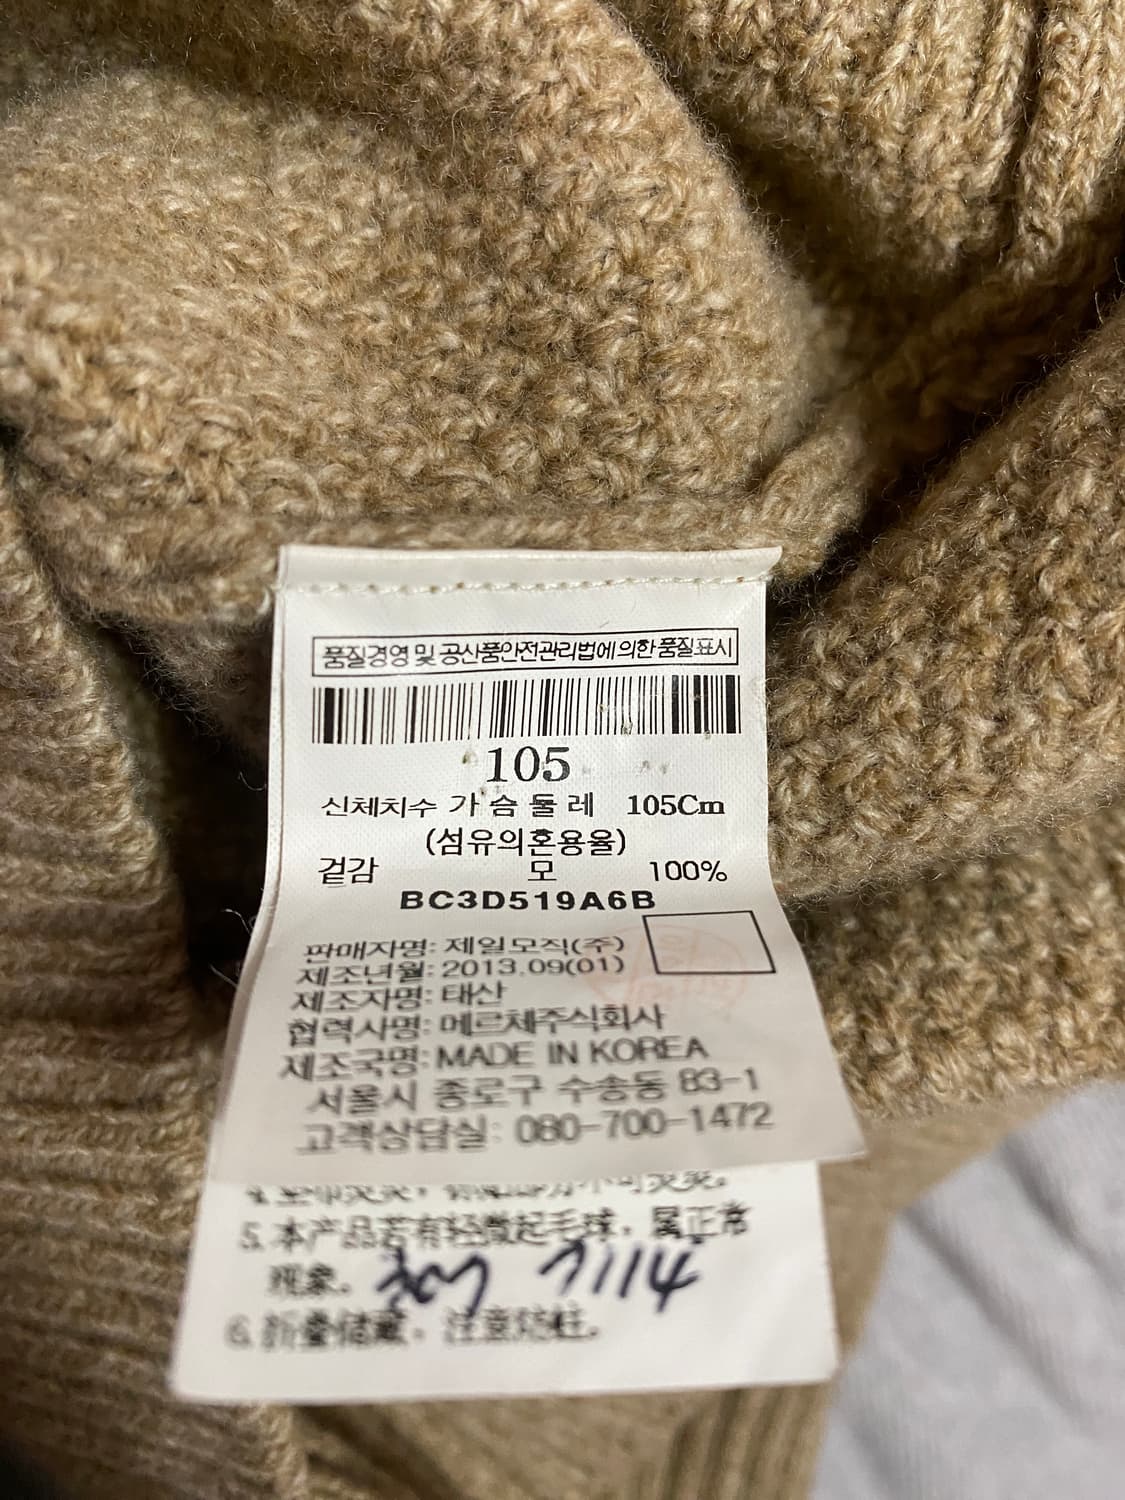 품질경영 및 공산품안전관리법에의한 품질표시
105
신체치수 가슴둘레 105Cm
(섬유의혼용율)
겉감 모 100%
BC3D519A6B
판매자명: 제일모직(주)
제조년월: 2013.09(01)
제조자명: 태산
협력사명: 메르체주식회사
제조국명: MADE IN KOREA
서울시 종로구 수송동 83-1
고객상담실: 080-700-1472
5. 本产品若有轻微起毛球，属正常
现象。
6. 折叠储藏，注意防蛀。